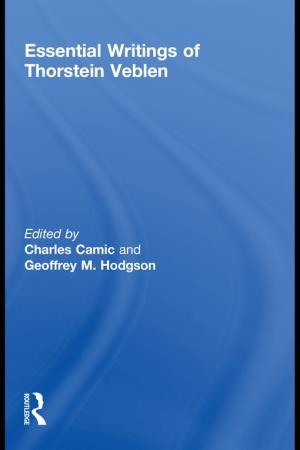 Essential Writings of
Thorstein Veblen
Edited by
Charles Camic and
Geoffrey M. Hodgson
ROUTLEDGE